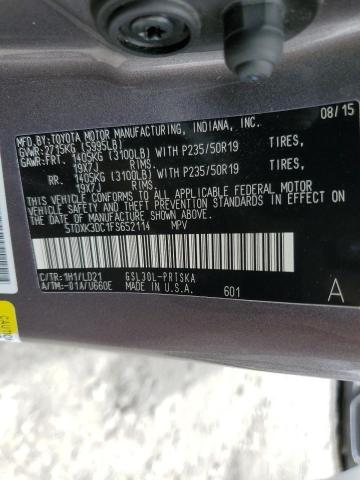 08/15
MFD.BY:TOYOTA MOTOR MANUFACTURING, INDIANA, INC.
GVWR:2715KG (5995LB)
GAWR:FRT. 1405KG (3100LB) WITH P235/50R19 TIRES,
19X7J RIMS.
RR. 1405KG (3100LB) WITH P235/50R19 TIRES,
19X7J RIMS.
THIS VEHICLE CONFORMS TO ALL APPLICABLE FEDERAL MOTOR
VEHICLE SAFETY, BUMPER, AND THEFT PREVENTION STANDARDS
IN EFFECT ON THE DATE OF MANUFACTURE SHOWN ABOVE.
5TDXK3DC1FS652114 MPV
C/TR:1H1/LD21 GSL30L-PRTSKA
A/TM:-01A/U660E MADE IN U.S.A.
601 A